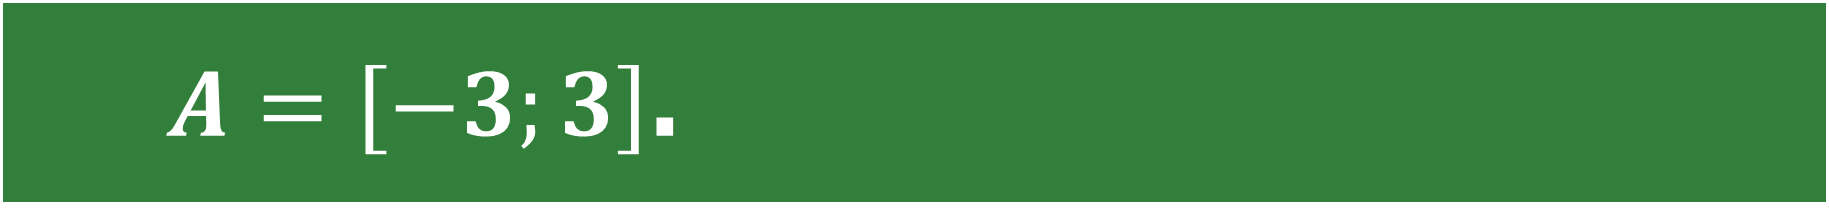 A = [−3; 3].